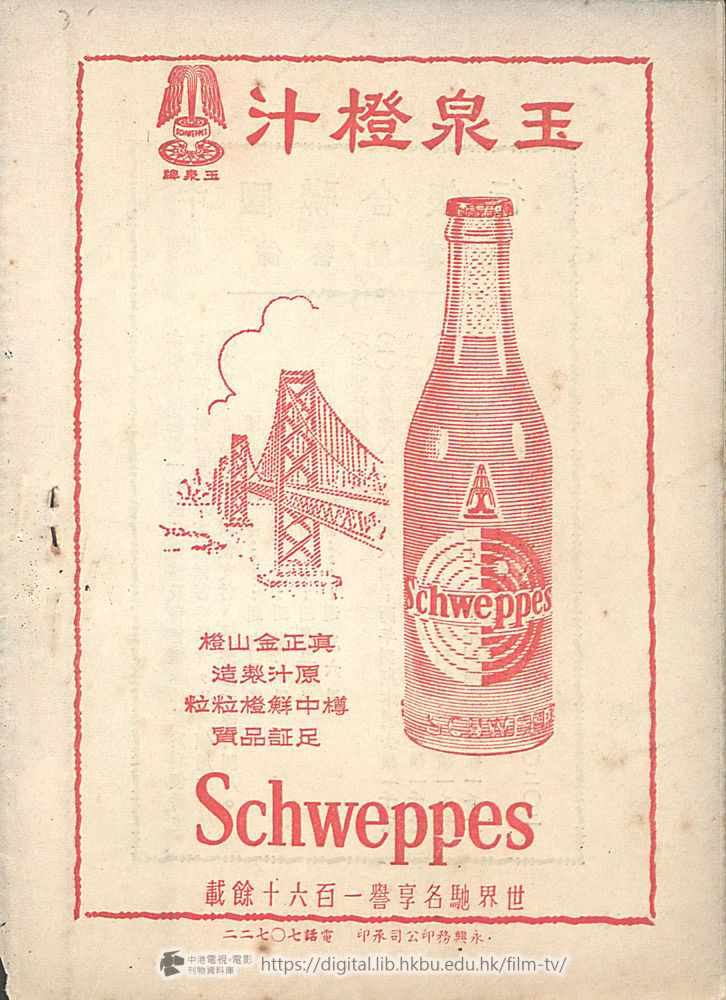 玉泉橙汁
SCHWEPPES
玉泉牌
Schweppes
SCHWEPP
真正金山橙
原汁製造
樽中鮮橙粒粒
足証品質
Schweppes
世界馳名享譽一百六十餘載
永興務印公司承印 電話七〇七二二
中港電視·電影
刊物資料庫
https://digital.lib.hkbu.edu.hk/film-tv/
3